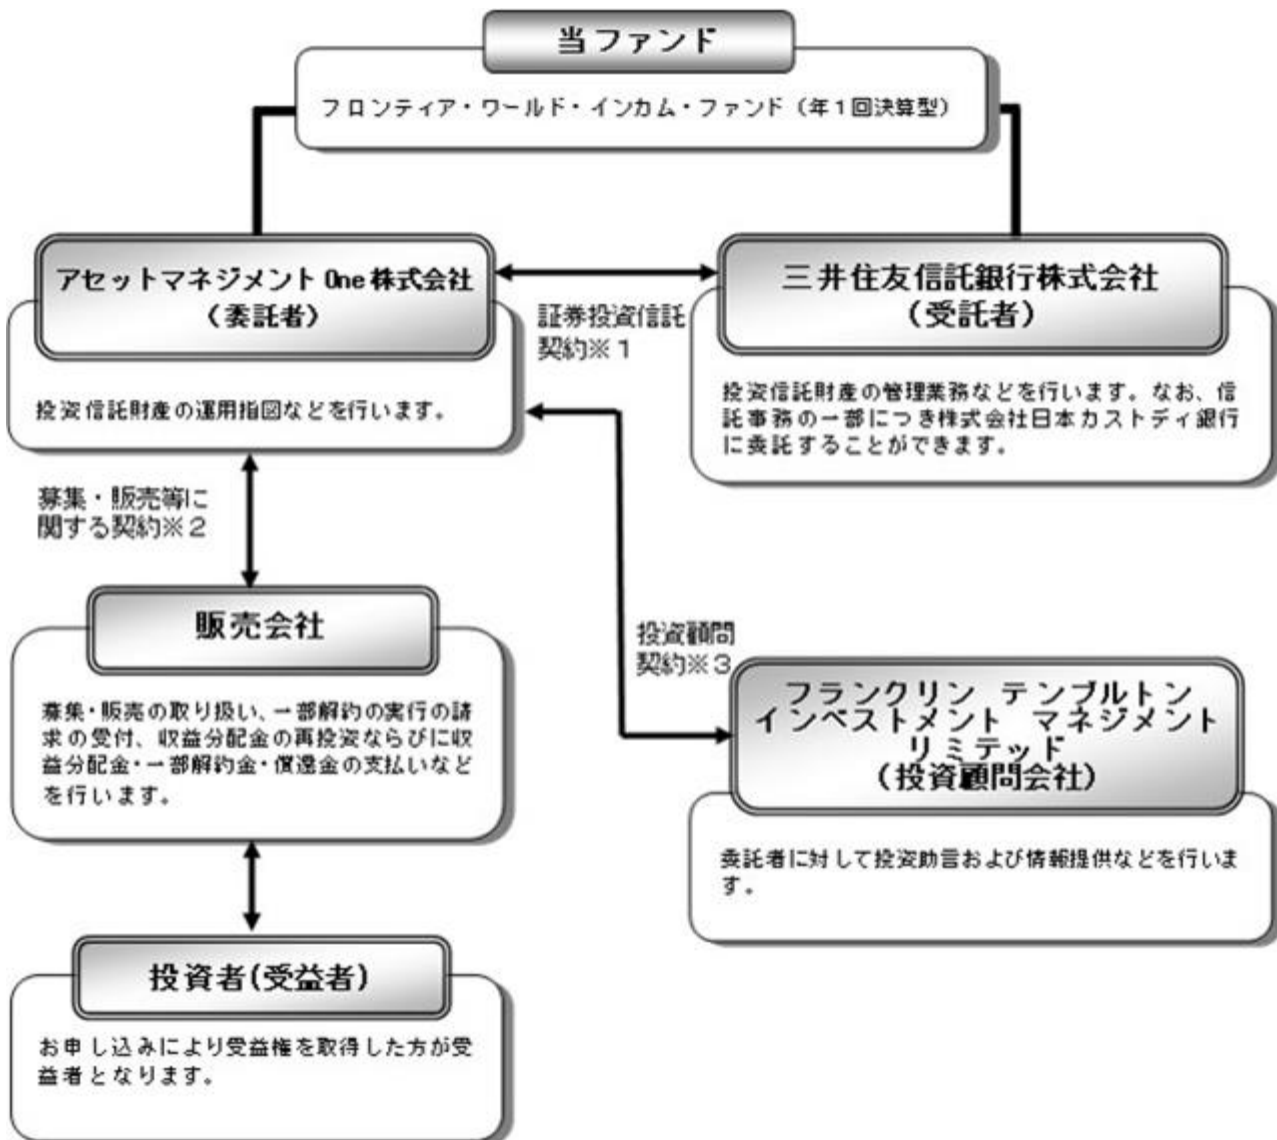 当ファンド
フロンティア・ワールド・インカム・ファンド（年１回決算型）
アセットマネジメント One 株式会社
（委託者）
投資信託財産の運用指図などを行います。
証券投資信託
契約※１
三井住友信託銀行株式会社
（受託者）
投資信託財産の管理業務などを行います。なお、信
託事務の一部につき株式会社日本カストディ銀行
に委託することができます。
募集・販売等に
関する契約※２
販売会社
募集・販売の取り扱い、一部解約の実行の請
求の受付、収益分配金の再投資ならびに収
益分配金・一部解約金・償還金の支払いなど
を行います。
投資顧問
契約※３
フランクリン テンプルトン
インベストメント マネジメント
リミテッド
（投資顧問会社）
委託者に対して投資助言および情報提供などを行いま
す。
投資者(受益者)
お申し込みにより受益権を取得した方が受
益者となります。